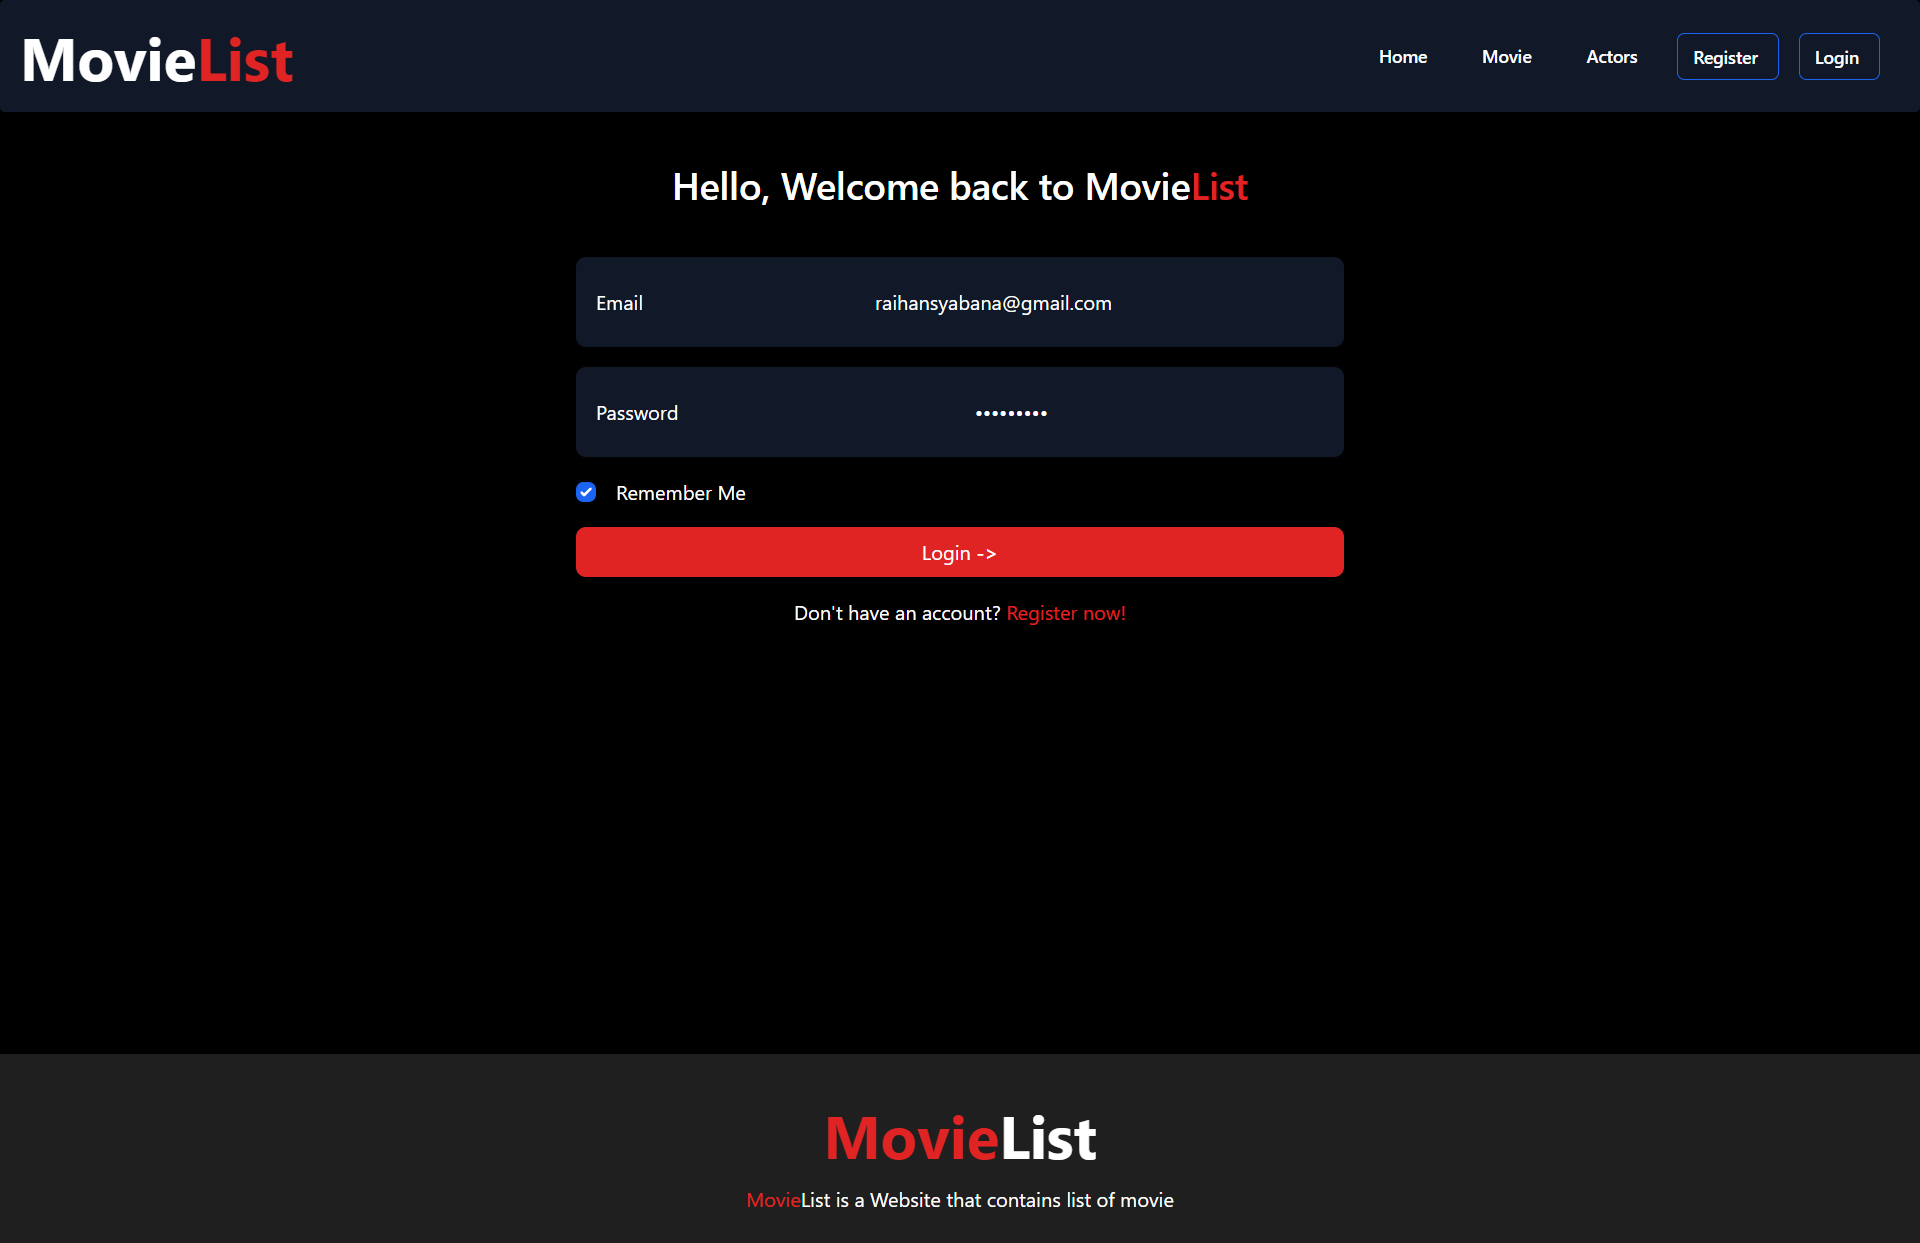 MovieList
Home Movie Actors Register Login
Hello, Welcome back to MovieList
Email raihansyabana@gmail.com
Password •••••••••
Remember Me
Login ->
Don't have an account? Register now!
MovieList
MovieList is a Website that contains list of movie